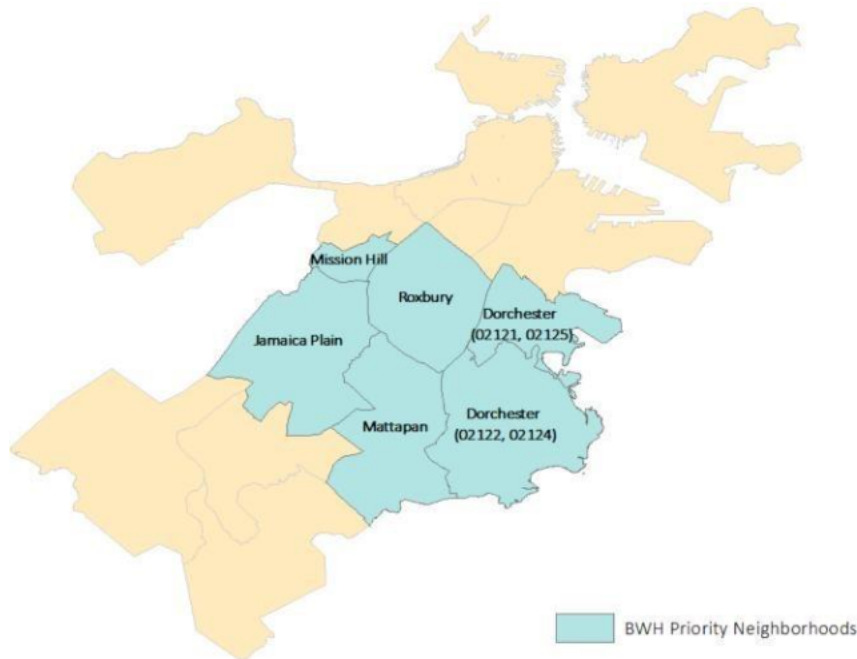 Mission Hill
Roxbury
Dorchester
(02121, 02125)
Jamaica Plain
Mattapan
Dorchester
(02122, 02124)
BWH Priority Neighborhoods